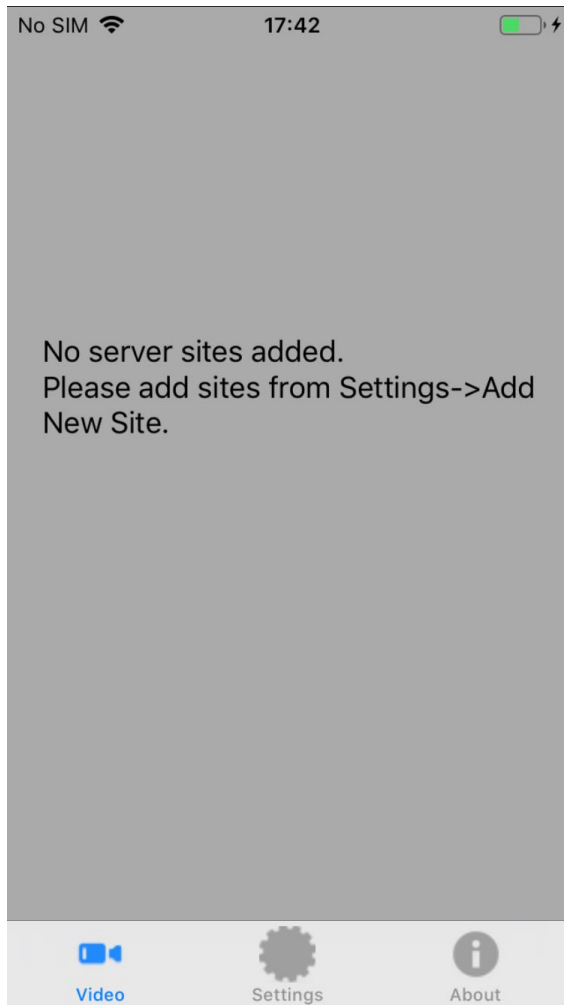 No SIM 17:42
No server sites added.
Please add sites from Settings->Add
New Site.
Video Settings About